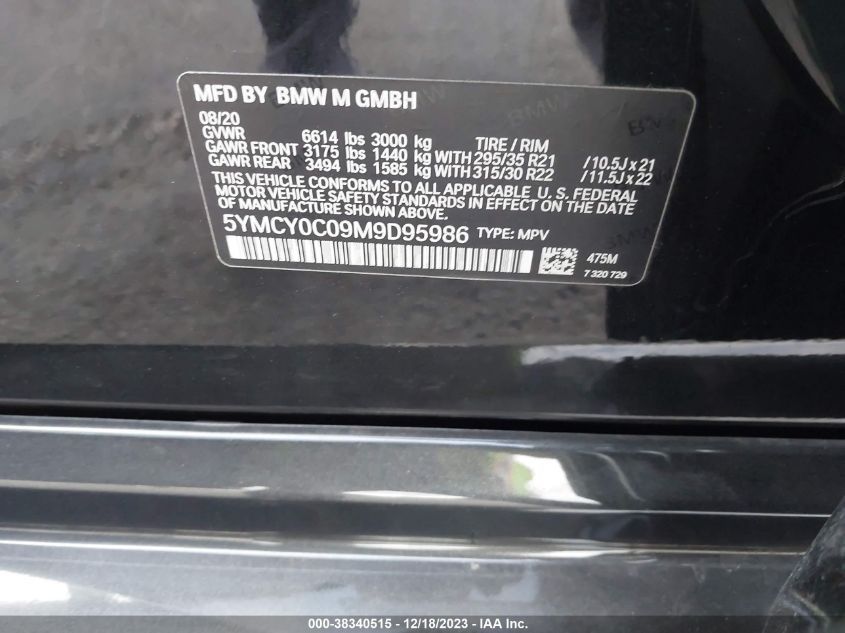 MFD BY BMW M GMBH
08/20
GVWR 6614 lbs 3000 kg TIRE / RIM
GAWR FRONT 3175 lbs 1440 kg WITH 295/35 R21 /10.5J x 21
GAWR REAR 3494 lbs 1585 kg WITH 315/30 R22 /11.5J x 22
THIS VEHICLE CONFORMS TO ALL APPLICABLE U. S. FEDERAL
MOTOR VEHICLE SAFETY STANDARDS IN EFFECT ON THE DATE
OF MANUFACTURE SHOWN ABOVE.
5YMCY0C09M9D95986 TYPE: MPV
475M
7 320 729
000-38340515 - 12/18/2023 - IAA Inc.